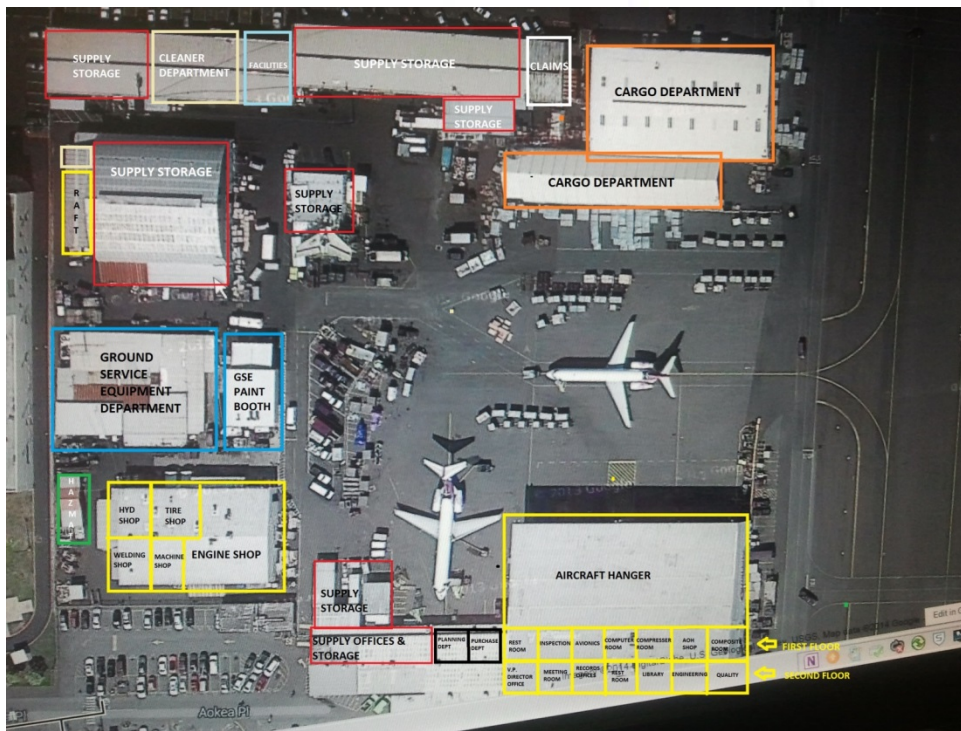 SUPPLY
STORAGE
CLEANER
DEPARTMENT
FACILITIES
SUPPLY STORAGE
CLAIMS
CARGO DEPARTMENT
SUPPLY
STORAGE
SUPPLY STORAGE
R
A
F
T
SUPPLY
STORAGE
CARGO DEPARTMENT
Google
GROUND
SERVICE
EQUIPMENT
DEPARTMENT
GSE
PAINT
BOOTH
H
A
Z
M
HYD
SHOP
TIRE
SHOP
WELDING
SHOP
MACHINE
SHOP
ENGINE SHOP
AIRCRAFT HANGER
SUPPLY
STORAGE
SUPPLY OFFICES &
STORAGE
PLANNING
DEPT
PURCHASE
DEPT
REST
ROOM
INSPECTION
AVIONICS
COMPUTER
ROOM
COMPRESSER
ROOM
AOH
SHOP
COMPOSITE
ROOM
FIRST FLOOR
V.P.
DIRECTOR
OFFICE
MEETING
ROOM
RECORDS
OFFICES
REST
ROOM
LIBRARY
ENGINEERING
QUALITY
SECOND FLOOR
Edit in
Aokea Pl